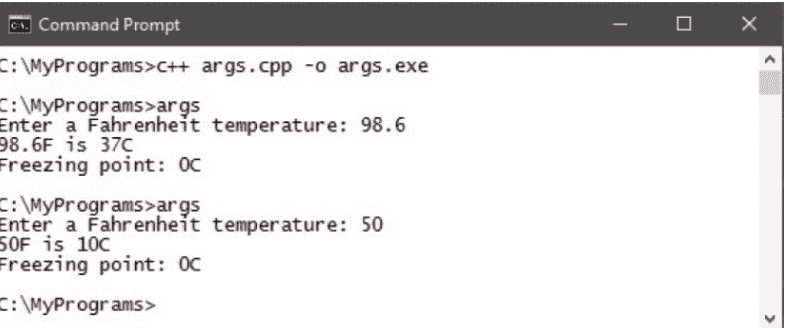 Command Prompt
C:\MyPrograms>c++ args.cpp -o args.exe
C:\MyPrograms>args
Enter a Fahrenheit temperature: 98.6
98.6F is 37C
Freezing point: 0C
C:\MyPrograms>args
Enter a Fahrenheit temperature: 50
50F is 10C
Freezing point: 0C
C:\MyPrograms>